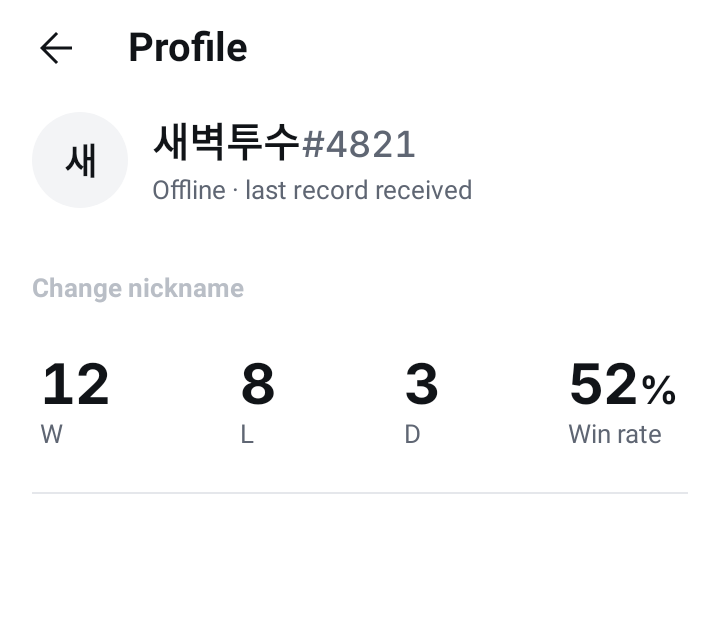 Profile
새
새벽투수#4821
Offline · last record received
Change nickname
12 8 3 52%
W L D Win rate